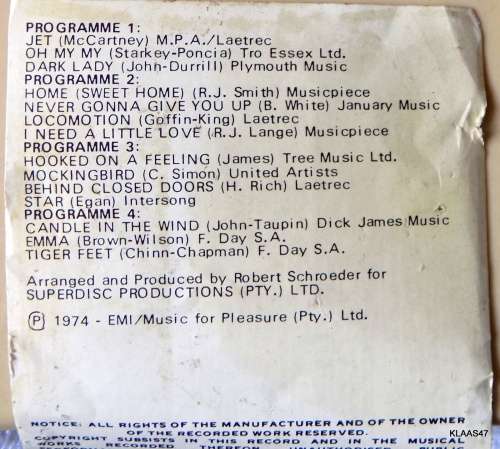 PROGRAMME 1:
JET (McCartney) M.P.A./Laetrec
OH MY MY (Starkey-Poncia) Tro Essex Ltd.
DARK LADY (John-Durrill) Plymouth Music
PROGRAMME 2:
HOME (SWEET HOME) (R.J. Smith) Musicpiece
NEVER GONNA GIVE YOU UP (B. White) January Music
LOCOMOTION (Goffin-King) Laetrec
I NEED A LITTLE LOVE (R.J. Lange) Musicpiece
PROGRAMME 3:
HOOKED ON A FEELING (James) Tree Music Ltd.
MOCKINGBIRD (C. Simon) United Artists
BEHIND CLOSED DOORS (H. Rich) Laetrec
STAR (Egan) Intersong
PROGRAMME 4:
CANDLE IN THE WIND (John-Taupin) Dick James Music
EMMA (Brown-Wilson) F. Day S.A.
TIGER FEET (Chinn-Chapman) F. Day S.A.
Arranged and Produced by Robert Schroeder for
SUPERDISC PRODUCTIONS (PTY.) LTD.
℗ 1974 - EMI/Music for Pleasure (Pty.) Ltd.
NOTICE: ALL RIGHTS OF THE MANUFACTURER AND OF THE OWNER
OF THE RECORDED WORK RESERVED.
COPYRIGHT SUBSISTS IN THIS RECORD AND IN THE MUSICAL
WORKS RECORDED THEREON. UNAUTHORISED PUBLIC
KLAAS47